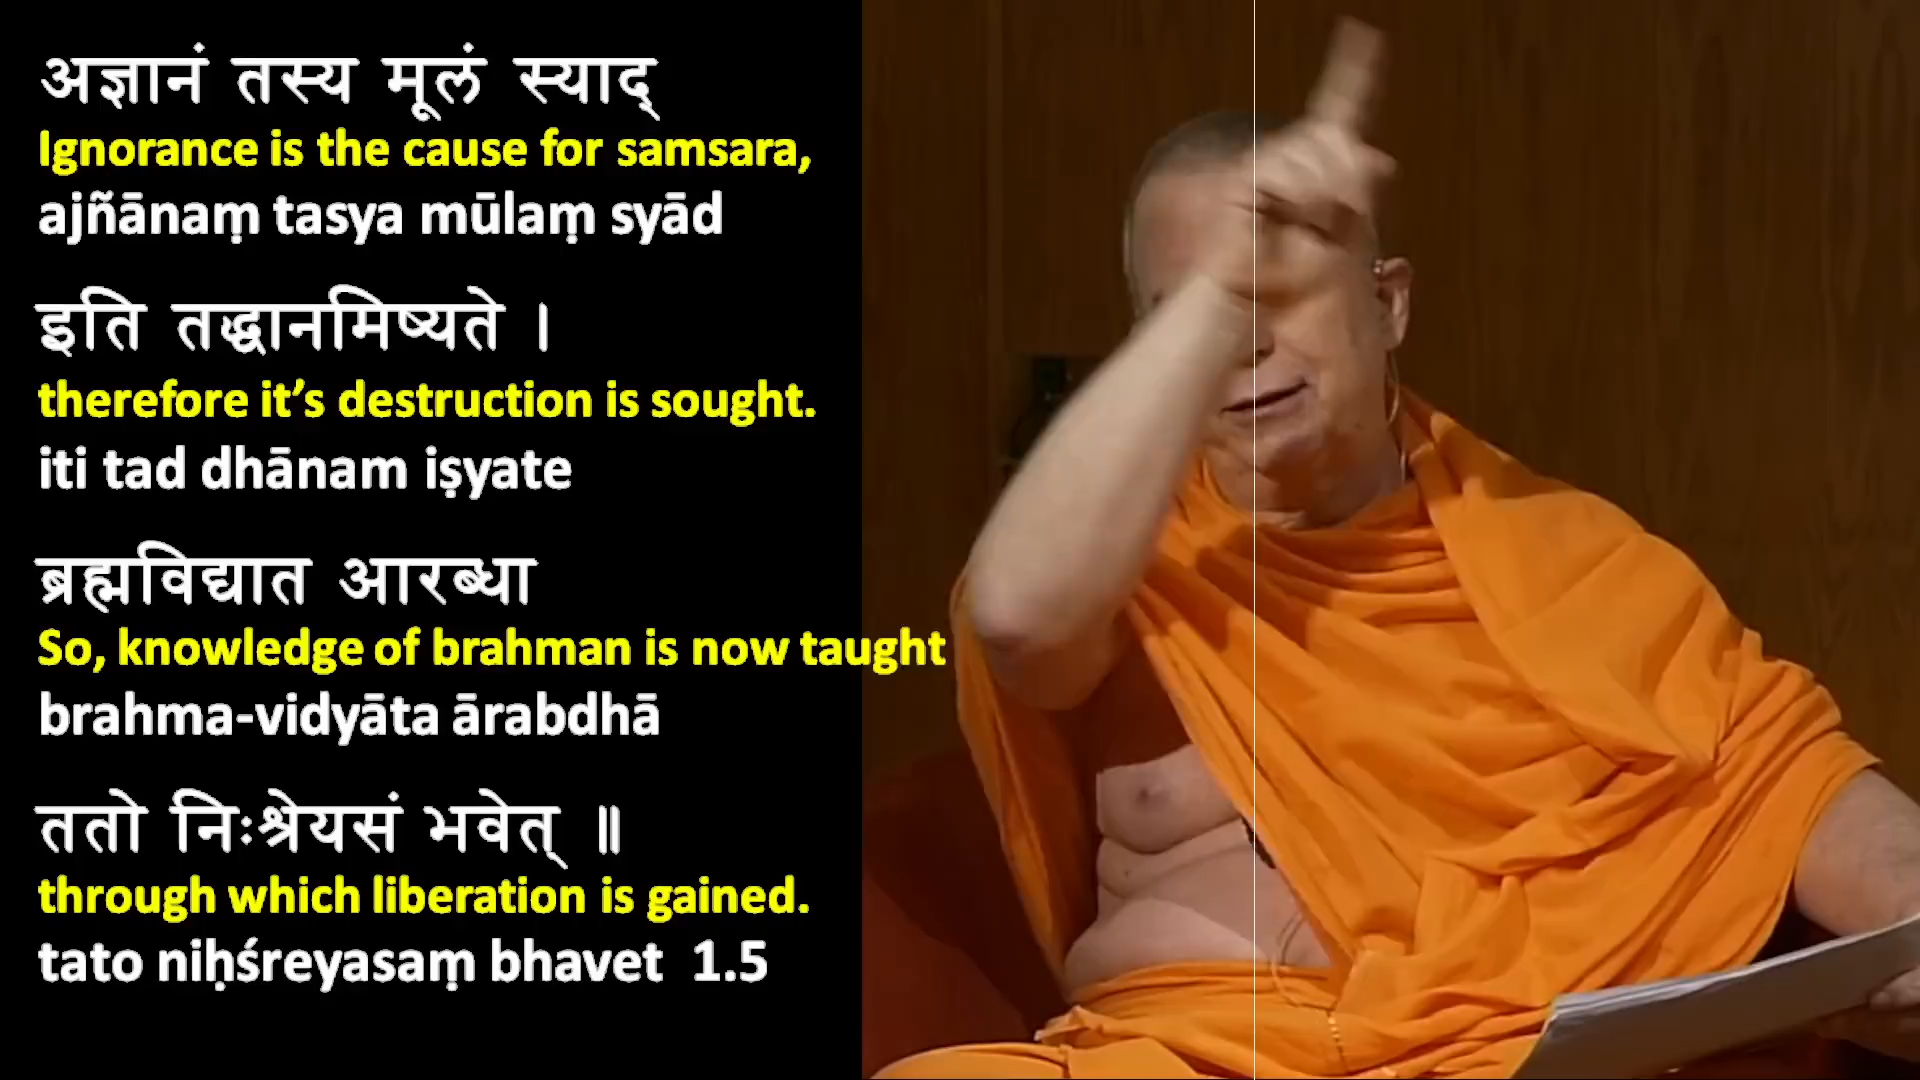 अज्ञानं तस्य मूलं स्याद्
Ignorance is the cause for samsara,
ajñānaṃ tasya mūlaṃ syād
इति तद्धानमिष्यते ।
therefore it’s destruction is sought.
iti tad dhānam iṣyate
ब्रह्मविद्यात आरब्धा
So, knowledge of brahman is now taught
brahma-vidyāta ārabdhā
ततो निःश्रेयसं भवेत् ॥
through which liberation is gained.
tato niḥśreyasaṃ bhavet 1.5